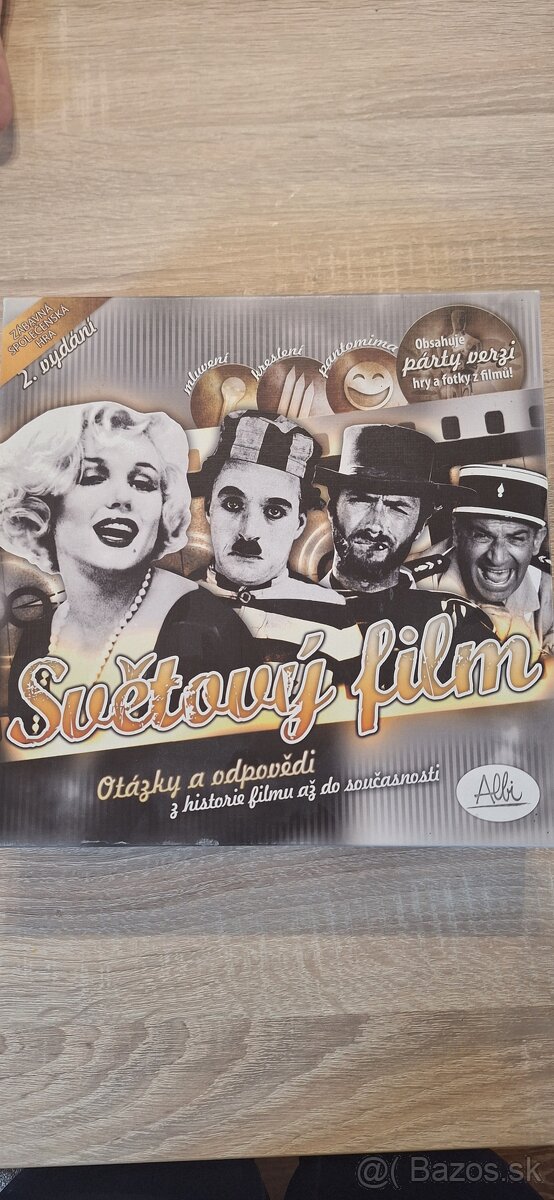 ZÁBAVNÁ
SPOLEČENSKÁ
HRA
2. vydání
mluvení
kreslení
pantomima
Obsahuje
párty verzi
hry a fotky z filmů!
Světový film
Otázky a odpovědi
z historie filmu až do současnosti
Albi
@( Bazos.sk